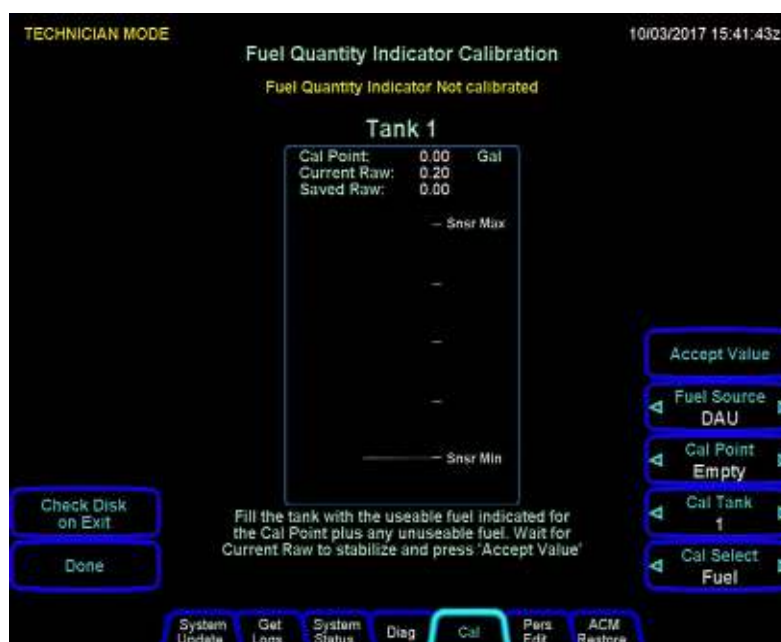 TECHNICIAN MODE
10/03/2017 15:41:43z
Fuel Quantity Indicator Calibration
Fuel Quantity Indicator Not calibrated
Tank 1
Cal Point: 0.00 Gal
Current Raw: 0.20
Saved Raw: 0.00
Snsr Max
Snsr Min
Accept Value
Fuel Source
DAU
Cal Point
Empty
Cal Tank
1
Cal Select
Fuel
Check Disk
on Exit
Done
Fill the tank with the useable fuel indicated for
the Cal Point plus any unuseable fuel. Wait for
Current Raw to stabilize and press 'Accept Value'
System
Update
Get
Logs
System
Status
Diag
Cal
Pers
Edit
ACM
Restore